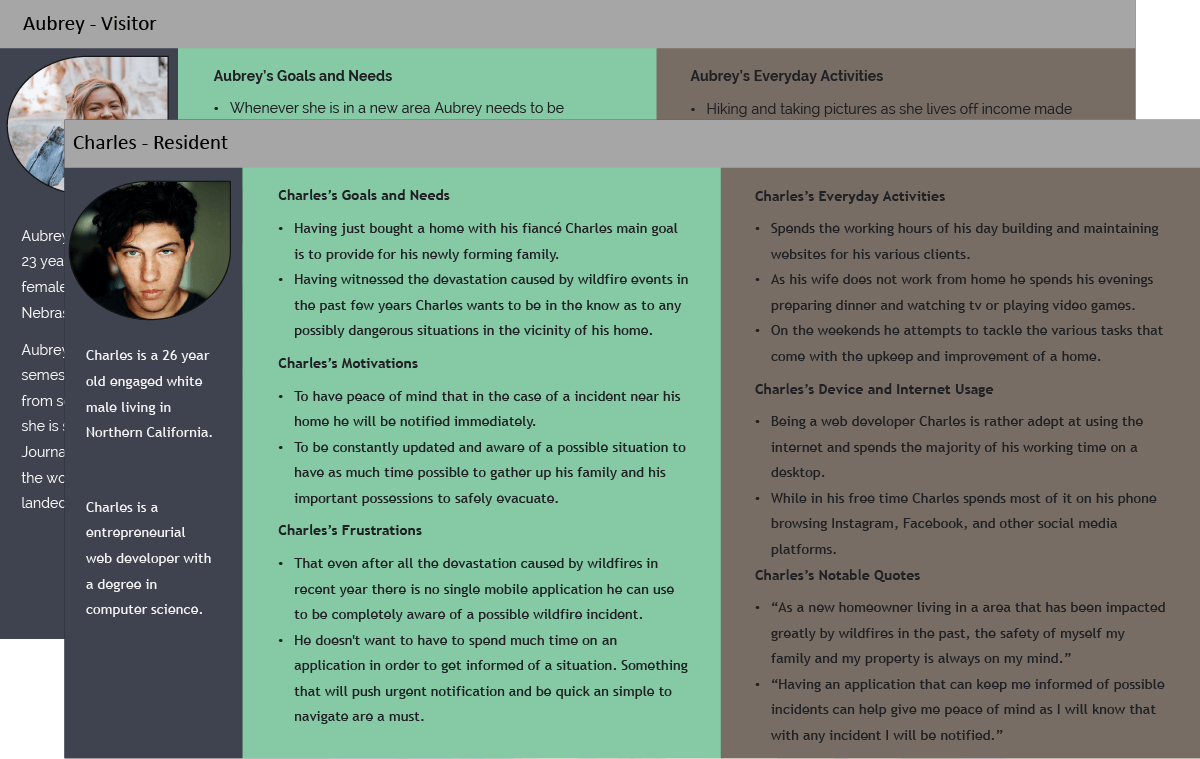 Aubrey - Visitor
Aubrey's Goals and Needs
• Whenever she is in a new area Aubrey needs to be
Aubrey's Everyday Activities
• Hiking and taking pictures as she lives off income made
Aubrey
23 yea
female
Nebras
Aubrey
semes
from s
she is s
Journa
the wo
landed
Charles - Resident
Charles is a 26 year
old engaged white
male living in
Northern California.
Charles is a
entrepreneurial
web developer with
a degree in
computer science.
Charles’s Goals and Needs
• Having just bought a home with his fiancé Charles main goal
is to provide for his newly forming family.
• Having witnessed the devastation caused by wildfire events in
the past few years Charles wants to be in the know as to any
possibly dangerous situations in the vicinity of his home.
Charles’s Motivations
• To have peace of mind that in the case of a incident near his
home he will be notified immediately.
• To be constantly updated and aware of a possible situation to
have as much time possible to gather up his family and his
important possessions to safely evacuate.
Charles’s Frustrations
• That even after all the devastation caused by wildfires in
recent year there is no single mobile application he can use
to be completely aware of a possible wildfire incident.
• He doesn't want to have to spend much time on an
application in order to get informed of a situation. Something
that will push urgent notification and be quick an simple to
navigate are a must.
Charles’s Everyday Activities
• Spends the working hours of his day building and maintaining
websites for his various clients.
• As his wife does not work from home he spends his evenings
preparing dinner and watching tv or playing video games.
• On the weekends he attempts to tackle the various tasks that
come with the upkeep and improvement of a home.
Charles’s Device and Internet Usage
• Being a web developer Charles is rather adept at using the
internet and spends the majority of his working time on a
desktop.
• While in his free time Charles spends most of it on his phone
browsing Instagram, Facebook, and other social media
platforms.
Charles’s Notable Quotes
• “As a new homeowner living in a area that has been impacted
greatly by wildfires in the past, the safety of myself my
family and my property is always on my mind.”
• “Having an application that can keep me informed of possible
incidents can help give me peace of mind as I will know that
with any incident I will be notified.”